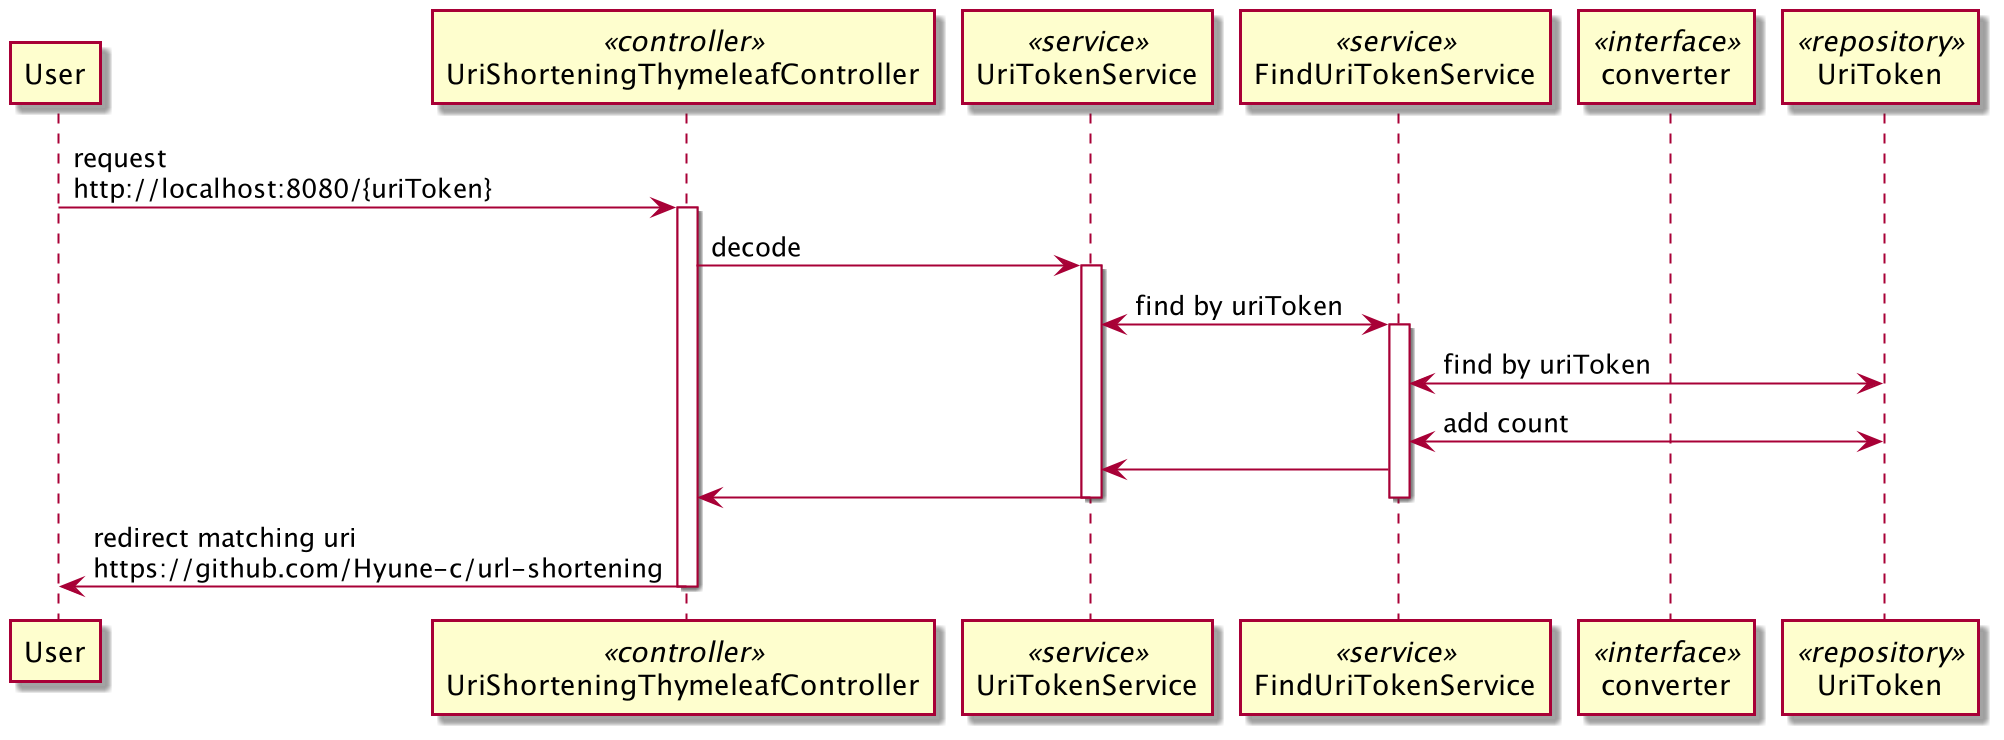 «controller»
«service»
«service»
«interface»
«repository»
User
UriShorteningThymeleafController
UriTokenService
FindUriTokenService
converter
UriToken
request
http://localhost:8080/{uriToken}
decode
find by uriToken
find by uriToken
add count
redirect matching uri
https://github.com/Hyune-c/url-shortening
«controller»
«service»
«service»
«interface»
«repository»
User
UriShorteningThymeleafController
UriTokenService
FindUriTokenService
converter
UriToken